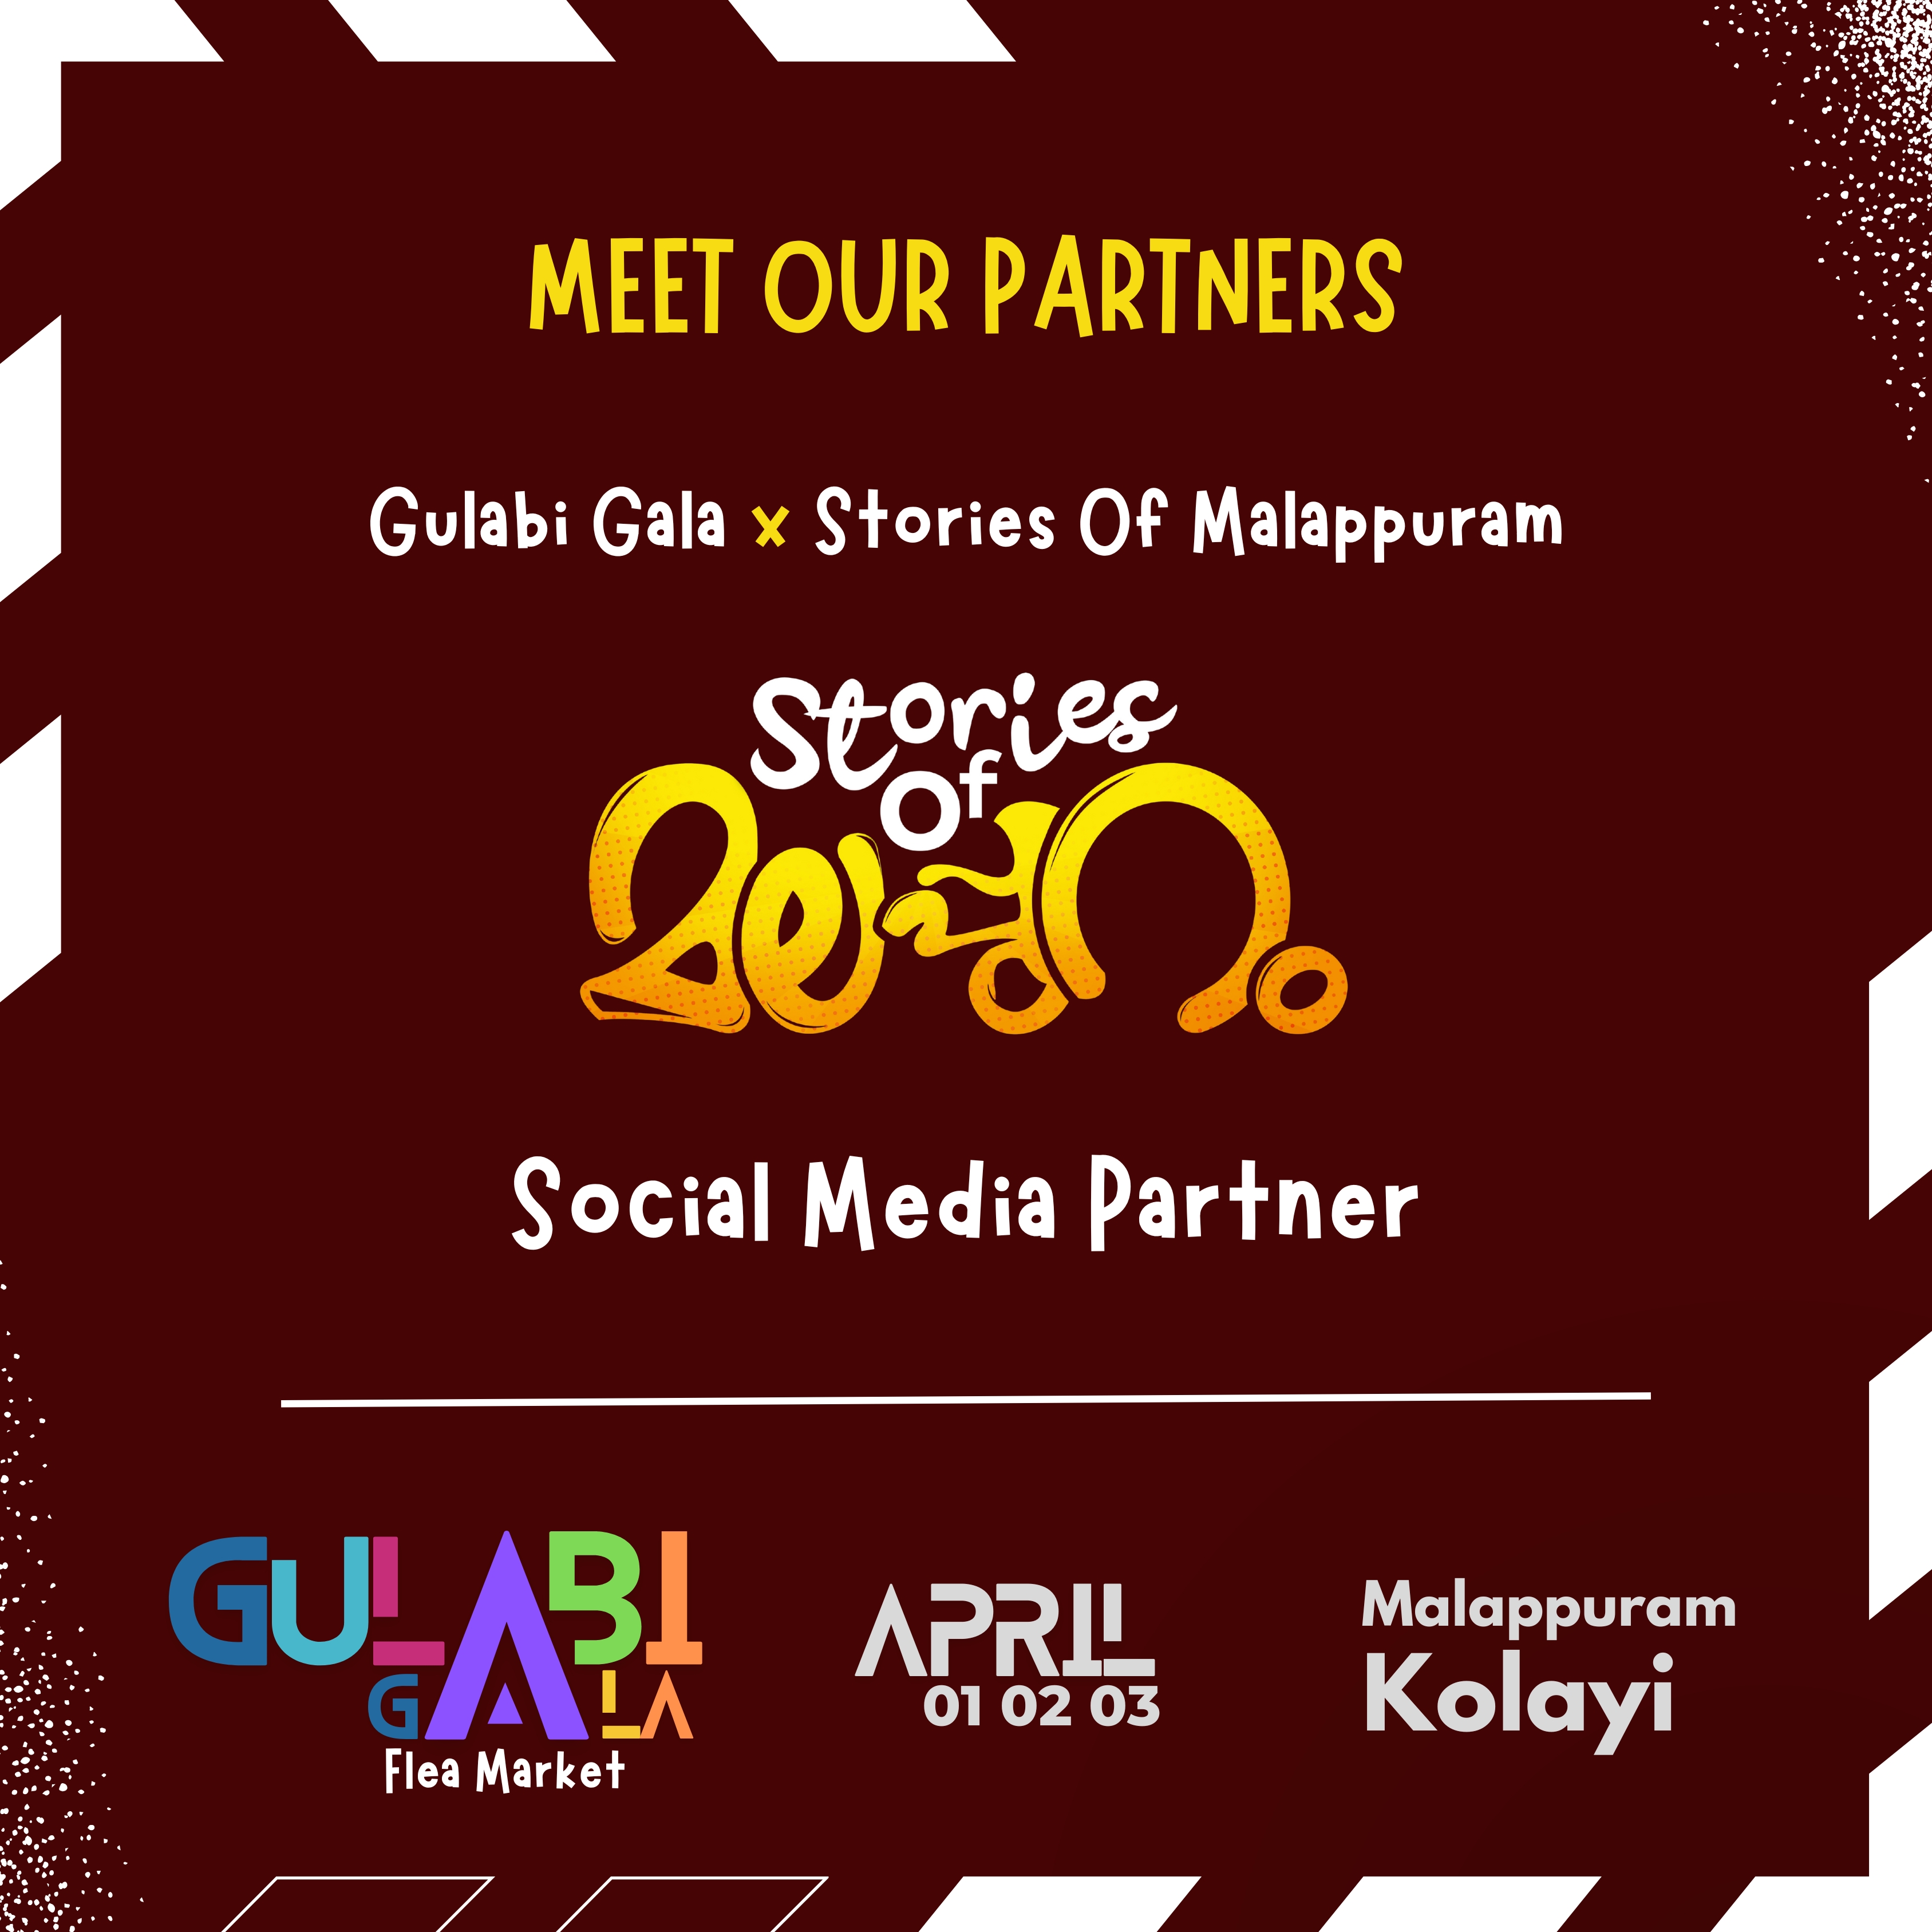 MEET OUR PARTNERS
Gulabi Gala x Stories Of Malappuram
Stories
Of
മലപ്പുറം
Social Media Partner
GULABI
GALA
Flea Market
APRIL
01 02 03
Malappuram
Kolayi